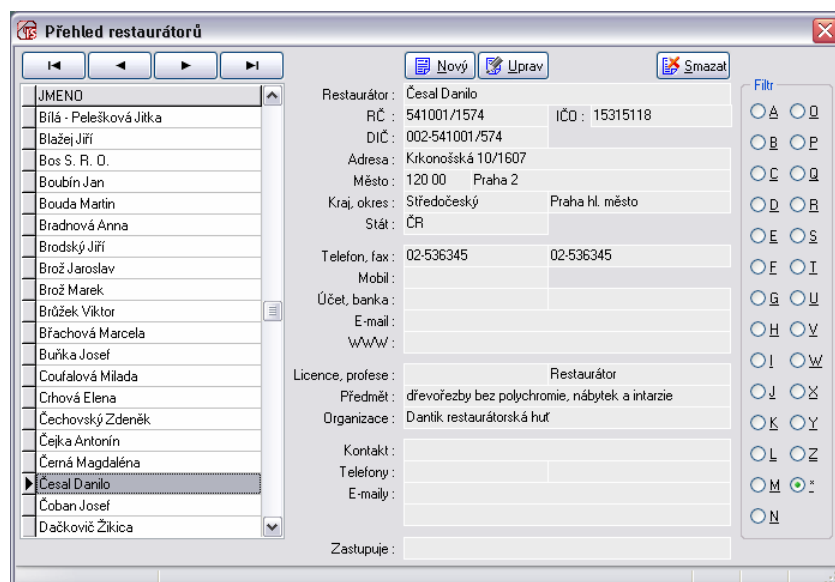 Přehled restaurátorů
Nový Uprav Smazat
JMENO
Bílá - Pelešková Jitka
Blažej Jiří
Bos S. R. O.
Boubín Jan
Bouda Martin
Bradnová Anna
Brodský Jiří
Brož Jaroslav
Brož Marek
Brůžek Viktor
Břachová Marcela
Buňka Josef
Coufalová Milada
Crhová Elena
Čechovský Zdeněk
Čejka Antonín
Černá Magdaléna
Česal Danilo
Čoban Josef
Dačkovič Žikica
Restaurátor : Česal Danilo
RČ : 541001/1574 IČO : 15315118
DIČ : 002-541001/574
Adresa : Krkonošská 10/1607
Město : 120 00 Praha 2
Kraj, okres : Středočeský Praha hl. město
Stát : ČR
Telefon, fax : 02-536345 02-536345
Mobil :
Účet, banka :
E-mail :
WWW :
Licence, profese : Restaurátor
Předmět : dřevořezby bez polychromie, nábytek a intarzie
Organizace : Dantik restaurátorská huť
Kontakt :
Telefony :
E-maily :
Zastupuje :
Filtr
A O
B P
C Q
D R
E S
F T
G U
H V
I W
J X
K Y
L Z
M *
N